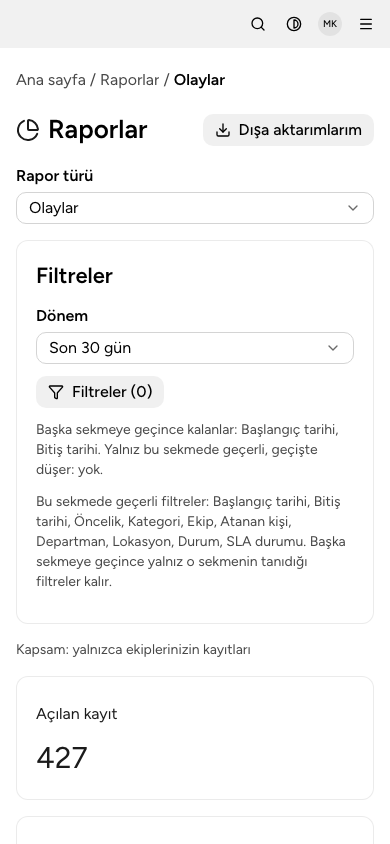 MK
Ana sayfa / Raporlar / Olaylar
Raporlar
Dışa aktarımlarım
Rapor türü
Olaylar
Filtreler
Dönem
Son 30 gün
Filtreler (0)
Başka sekmeye geçince kalanlar: Başlangıç tarihi,
Bitiş tarihi. Yalnız bu sekmede geçerli, geçişte
düşer: yok.
Bu sekmede geçerli filtreler: Başlangıç tarihi, Bitiş
tarihi, Öncelik, Kategori, Ekip, Atanan kişi,
Departman, Lokasyon, Durum, SLA durumu. Başka
sekmeye geçince yalnız o sekmenin tanıdığı
filtreler kalır.
Kapsam: yalnızca ekiplerinizin kayıtları
Açılan kayıt
427